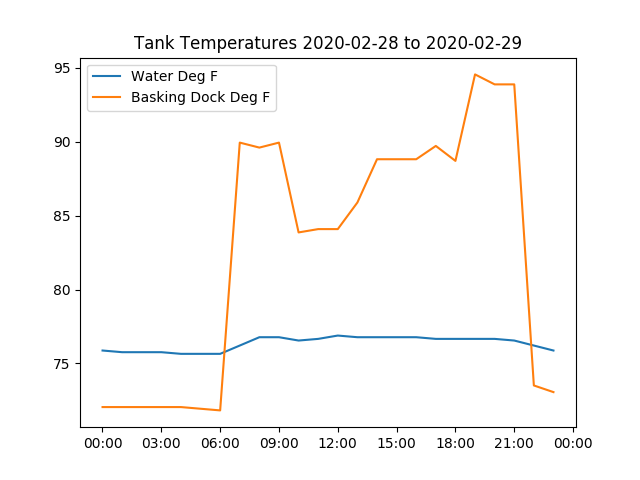 Tank Temperatures 2020-02-28 to 2020-02-29
Water Deg F
Basking Dock Deg F
95
90
85
80
75
00:00 03:00 06:00 09:00 12:00 15:00 18:00 21:00 00:00